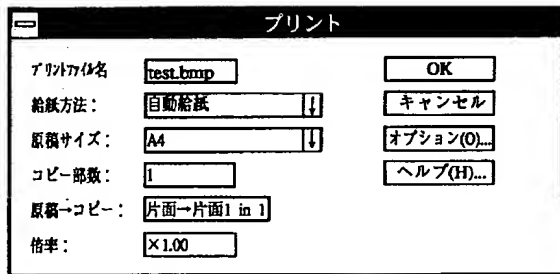 プリント
プリントファイル名 test.bmp OK
給紙方法： 自動給紙 キャンセル
原稿サイズ： A4 オプション(O)...
コピー部数： 1 ヘルプ(H)...
原稿→コピー： 片面→片面1 in 1
倍率： ×1.00